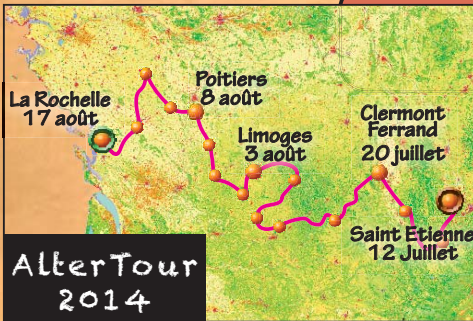 La Rochelle
17 août
Poitiers
8 août
Limoges
3 août
Clermont
Ferrand
20 juillet
Saint Etienne
12 Juillet
AlterTour
2014